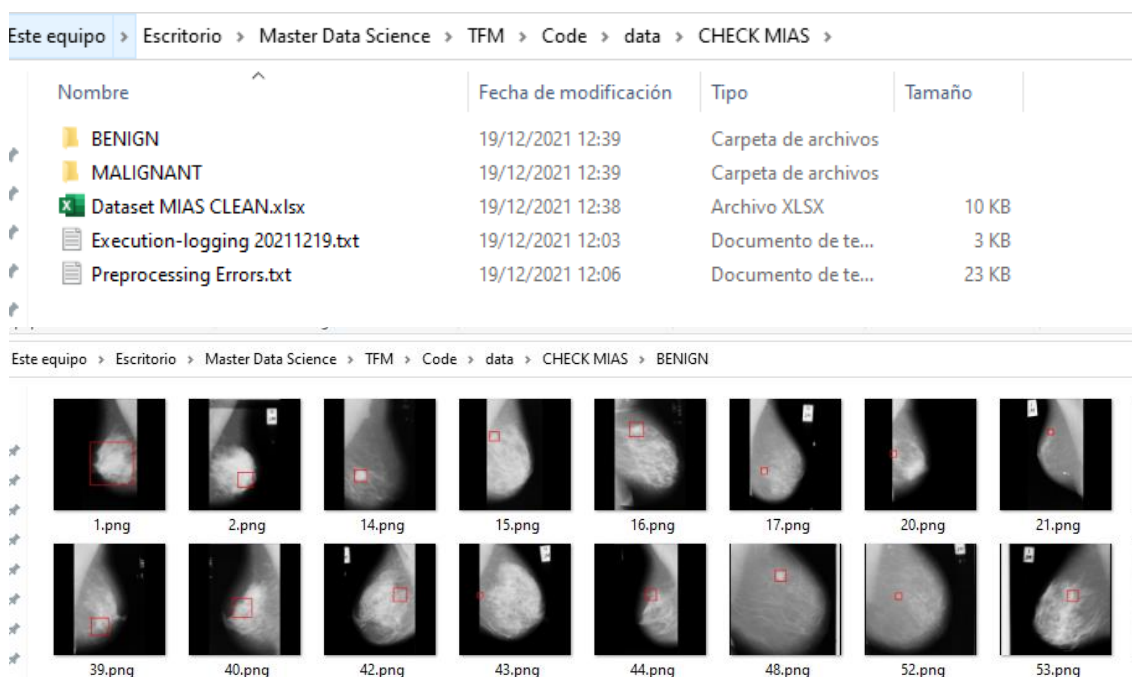 Este equipo > Escritorio > Master Data Science > TFM > Code > data > CHECK MIAS >
Nombre Fecha de modificación Tipo Tamaño
BENIGN 19/12/2021 12:39 Carpeta de archivos
MALIGNANT 19/12/2021 12:39 Carpeta de archivos
Dataset MIAS CLEAN.xlsx 19/12/2021 12:38 Archivo XLSX 10 KB
Execution-logging 20211219.txt 19/12/2021 12:03 Documento de te... 3 KB
Preprocessing Errors.txt 19/12/2021 12:06 Documento de te... 23 KB
Este equipo > Escritorio > Master Data Science > TFM > Code > data > CHECK MIAS > BENIGN
1.png 2.png 14.png 15.png 16.png 17.png 20.png 21.png
39.png 40.png 42.png 43.png 44.png 48.png 52.png 53.png